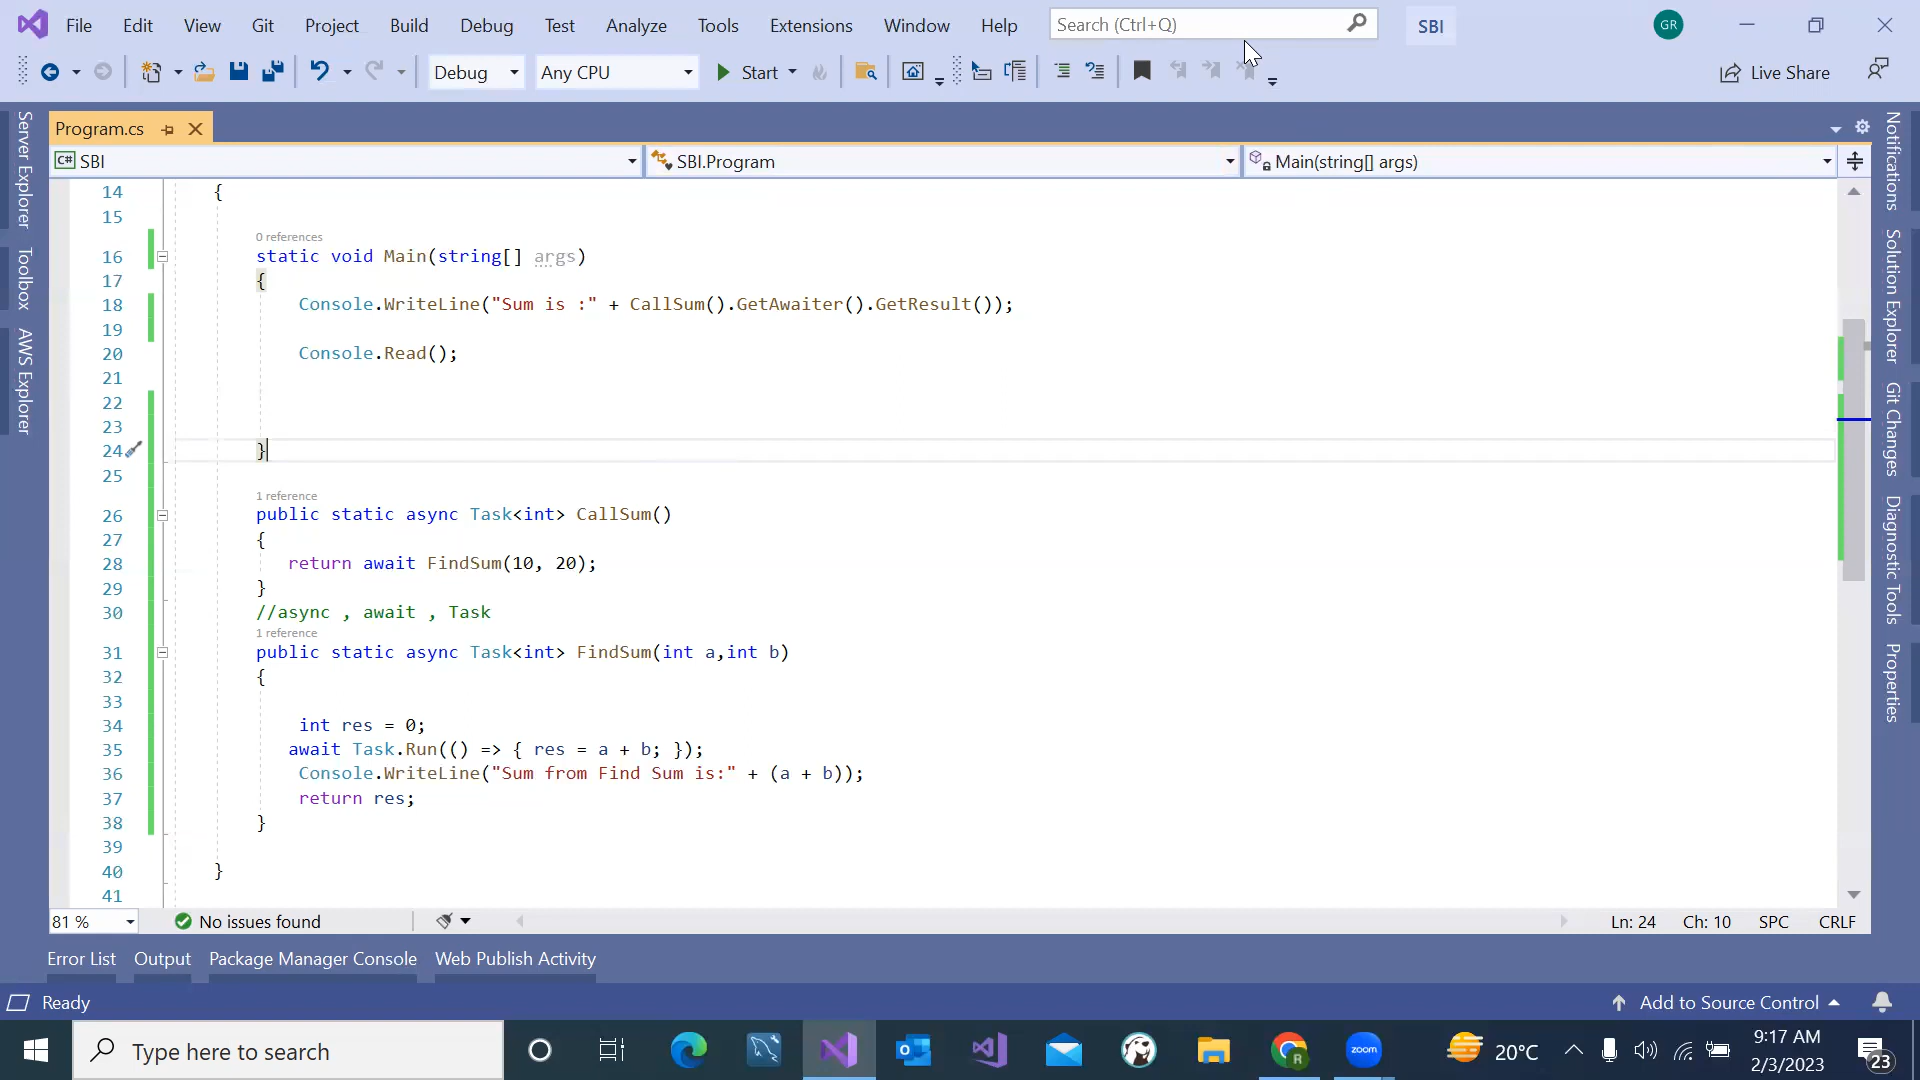 File Edit View Git Project Build Debug Test Analyze Tools Extensions Window Help Search (Ctrl+Q) SBI GR
Debug Any CPU Start Live Share
Server Explorer
Toolbox
AWS Explorer
Program.cs
C# SBI SBI.Program Main(string[] args)
14 {
15
0 references
16 static void Main(string[] args)
17 {
18 Console.WriteLine("Sum is :" + CallSum().GetAwaiter().GetResult());
19
20 Console.Read();
21
22
23
24 }
25
1 reference
26 public static async Task<int> CallSum()
27 {
28 return await FindSum(10, 20);
29 }
30 //async , await , Task
1 reference
31 public static async Task<int> FindSum(int a,int b)
32 {
33
34 int res = 0;
35 await Task.Run(() => { res = a + b; });
36 Console.WriteLine("Sum from Find Sum is:" + (a + b));
37 return res;
38 }
39
40 }
41
Notifications
Solution Explorer
Git Changes
Diagnostic Tools
Properties
81 % No issues found Ln: 24 Ch: 10 SPC CRLF
Error List Output Package Manager Console Web Publish Activity
Ready Add to Source Control
Type here to search zoom R 20°C 9:17 AM
2/3/2023 23